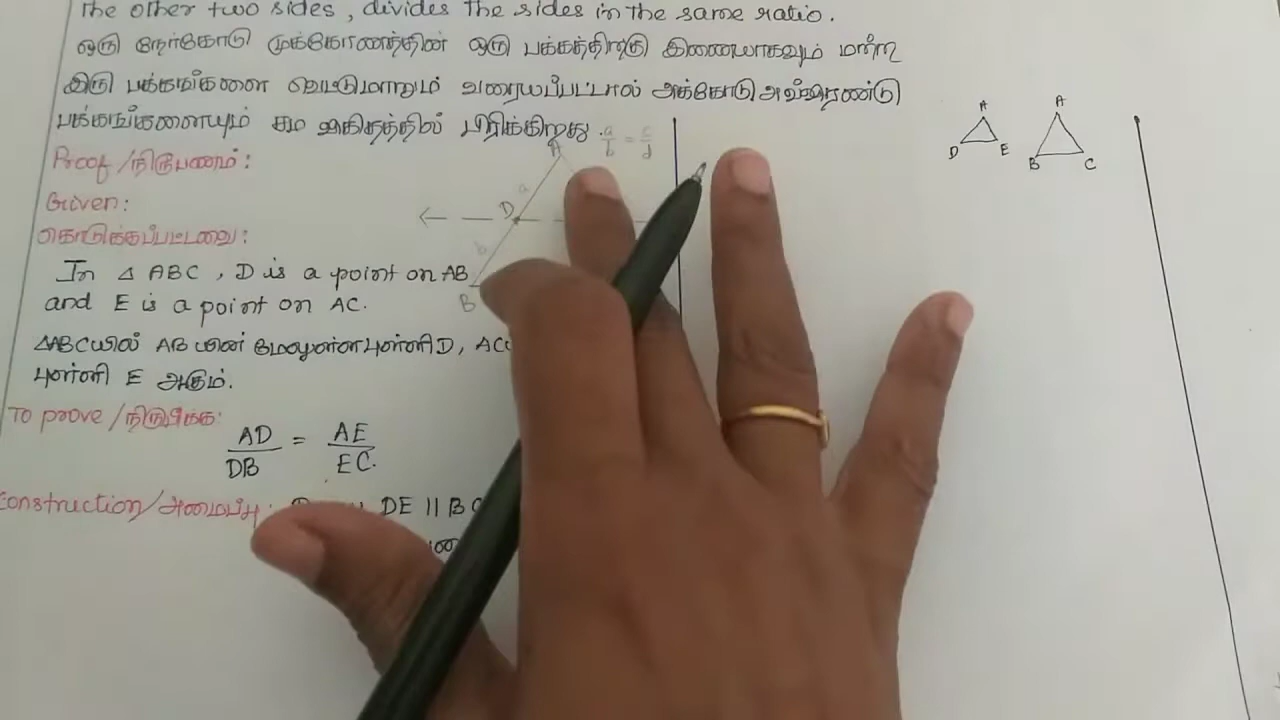 The other two sides, divides the sides in the same ratio.
ஒரு நேர்கோடு முக்கோணத்தின் ஒரு பக்கத்திற்கு இணையாகவும் மற்ற
இரு பக்கங்களை வெட்டுமாறும் வரையப்பட்டால் அக்கோடு அவ்விரண்டு
பக்கங்களையும் சம விகிதத்தில் பிரிக்கிறது.
a/b = c/d
Proof / நிரூபணம்:
Given:
கொடுக்கப்பட்டவை:
In Δ ABC, D is a point on AB
and E is a point on AC.
ΔABCயில் AB யின் மேலுள்ள புள்ளி D, AC
புள்ளி E ஆகும்.
To prove / நிரூபிக்க:
AD/DB = AE/EC.
Construction / அமைப்பு: DE || BC
A
a
D
b
B
A
D E
A
B C